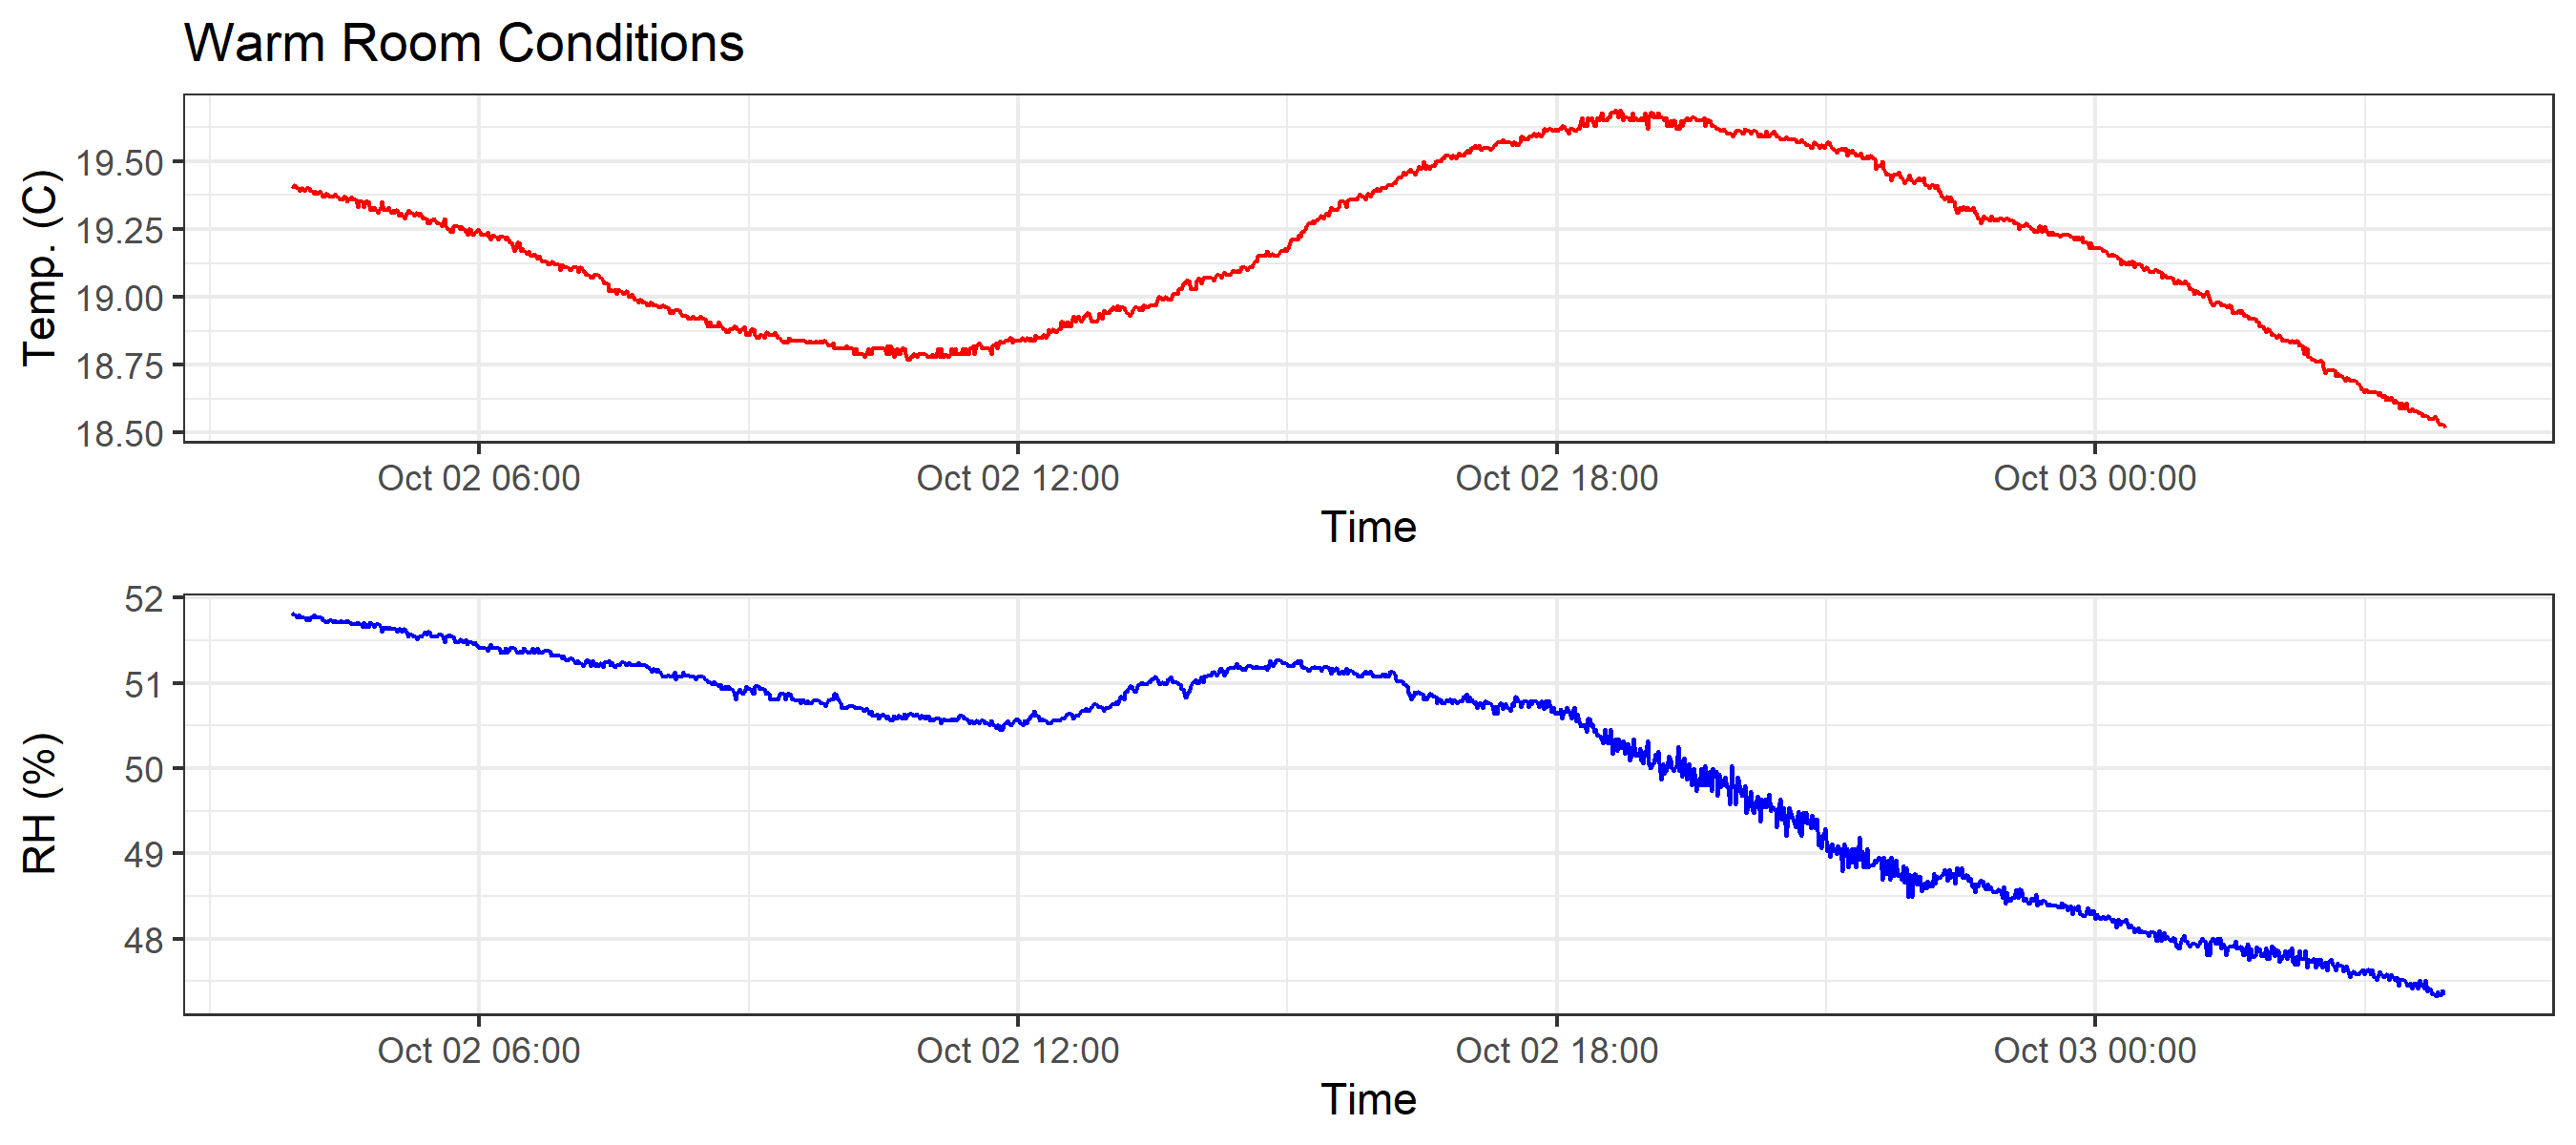 Warm Room Conditions
Temp. (C)
19.50
19.25
19.00
18.75
18.50
Oct 02 06:00 Oct 02 12:00 Oct 02 18:00 Oct 03 00:00
Time
RH (%)
52
51
50
49
48
Oct 02 06:00 Oct 02 12:00 Oct 02 18:00 Oct 03 00:00
Time